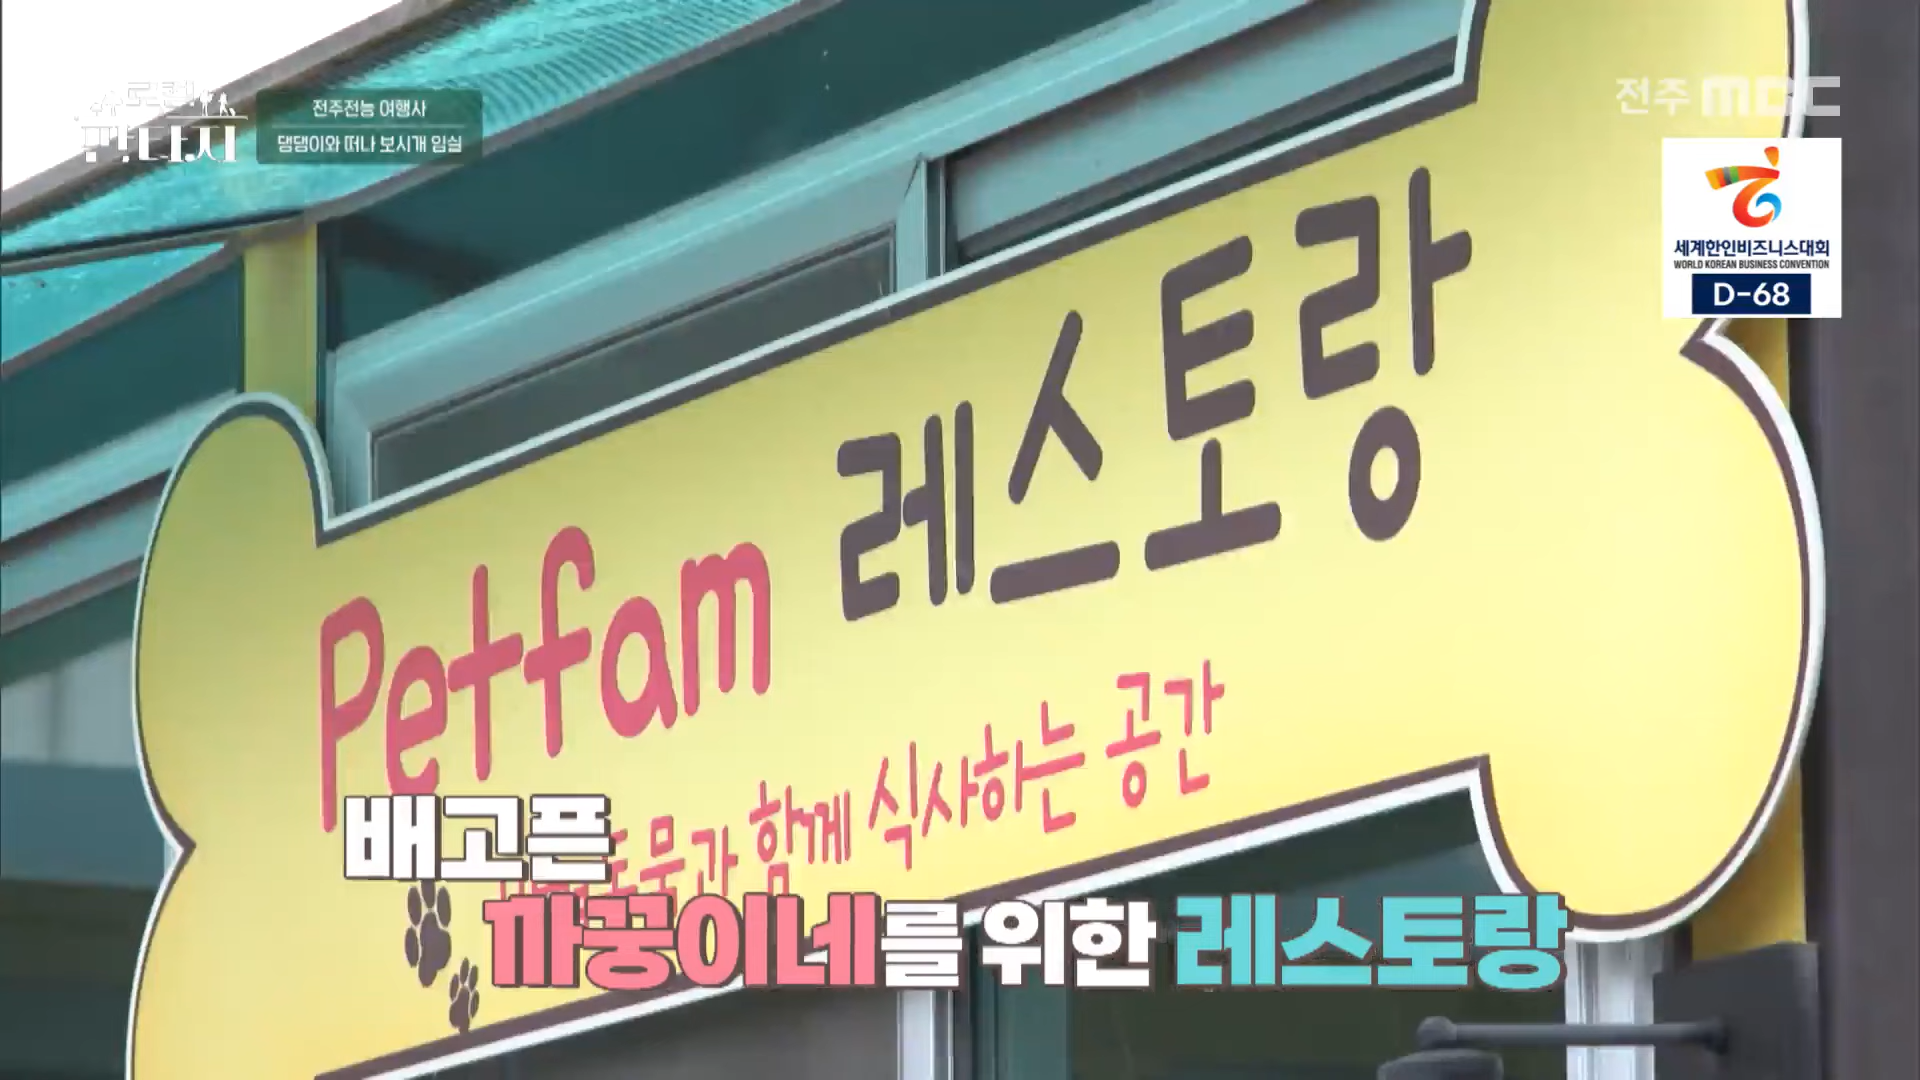 로컬 판타지
전주전능 여행사
댕댕이와 떠나 보시개 임실
전주 MBC
세계한인비즈니스대회
WORLD KOREAN BUSINESS CONVENTION
D-68
Petfam 레스토랑
동물과 함께 식사하는 공간
배고픈
까꿍이네를 위한 레스토랑